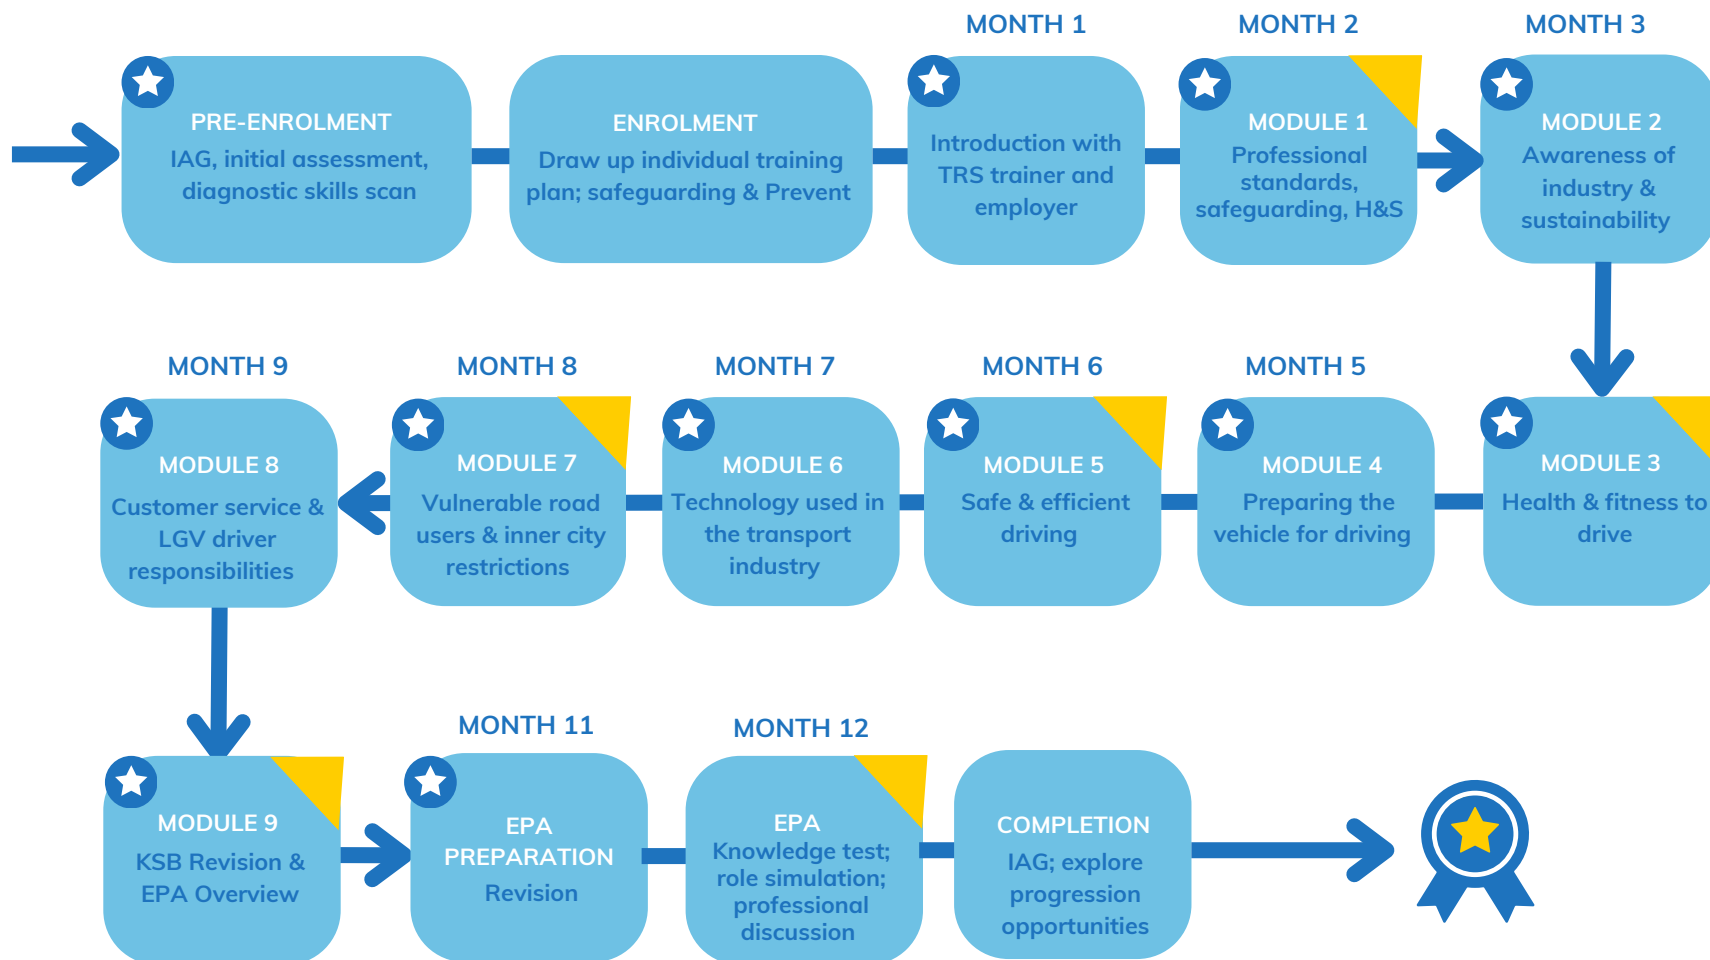 MONTH 1
MONTH 2
MONTH 3
PRE-ENROLMENT
IAG, initial assessment,
diagnostic skills scan
ENROLMENT
Draw up individual training
plan; safeguarding & Prevent
Introduction with
TRS trainer and
employer
MODULE 1
Professional
standards,
safeguarding, H&S
MODULE 2
Awareness of
industry &
sustainability
MONTH 9
MONTH 8
MONTH 7
MONTH 6
MONTH 5
MODULE 8
Customer service &
LGV driver
responsibilities
MODULE 7
Vulnerable road
users & inner city
restrictions
MODULE 6
Technology used in
the transport
industry
MODULE 5
Safe & efficient
driving
MODULE 4
Preparing the
vehicle for driving
MODULE 3
Health & fitness to
drive
MONTH 11
MONTH 12
MODULE 9
KSB Revision &
EPA Overview
EPA
PREPARATION
Revision
EPA
Knowledge test;
role simulation;
professional
discussion
COMPLETION
IAG; explore
progression
opportunities